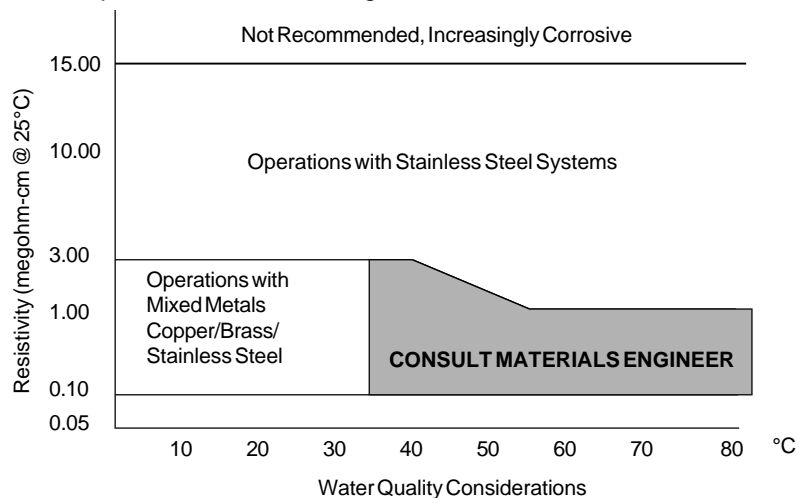 Not Recommended, Increasingly Corrosive
15.00
10.00
Operations with Stainless Steel Systems
3.00
Operations with
Mixed Metals
Copper/Brass/
Stainless Steel
1.00
CONSULT MATERIALS ENGINEER
0.10
0.05
Resistivity (megohm-cm @ 25°C)
10 20 30 40 50 60 70 80 °C
Water Quality Considerations